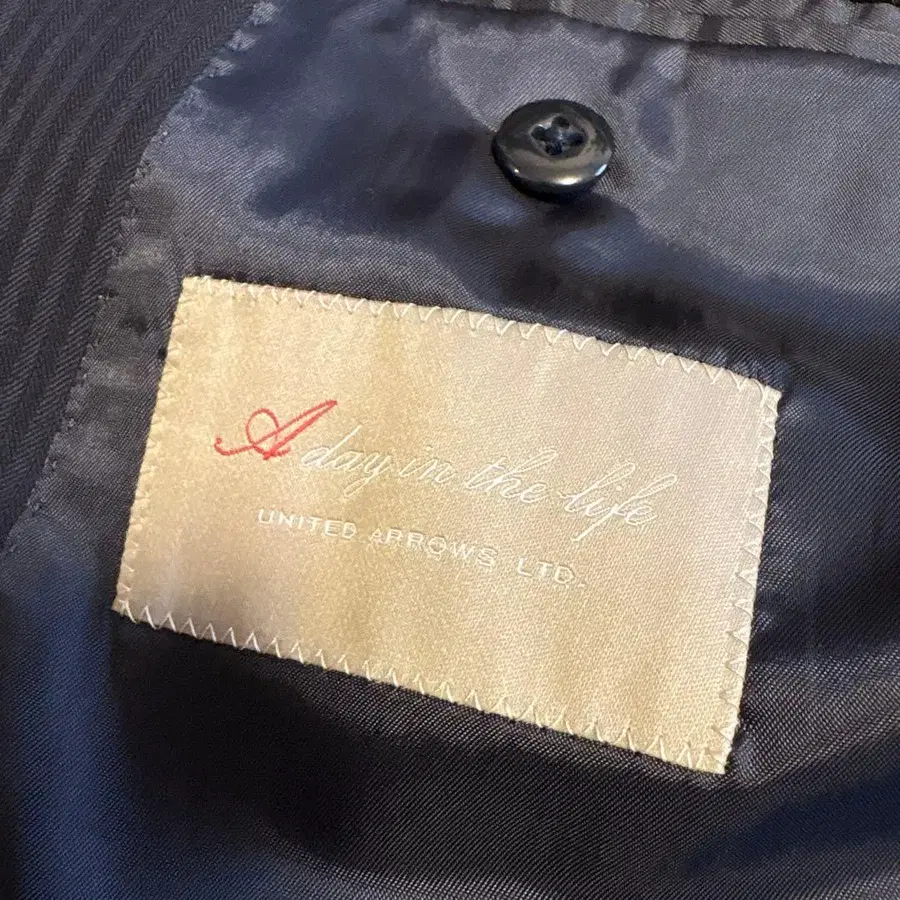 A day in the life
UNITED ARROWS LTD.